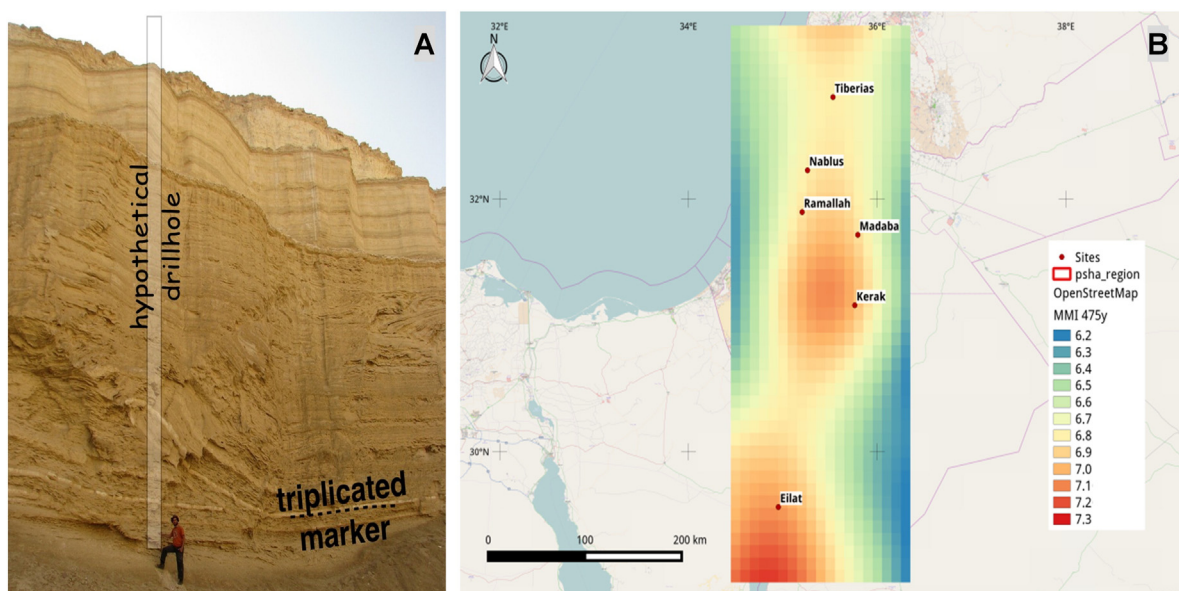 A
hypothetical
drillhole
triplicated
marker
B
32°E
34°E
36°E
38°E
N
Tiberias
Nablus
32°N
Ramallah
Madaba
Kerak
30°N
Eilat
0
100
200 km
Sites
psha_region
OpenStreetMap
MMI 475y
6.2
6.3
6.4
6.5
6.6
6.7
6.8
6.9
7.0
7.1
7.2
7.3